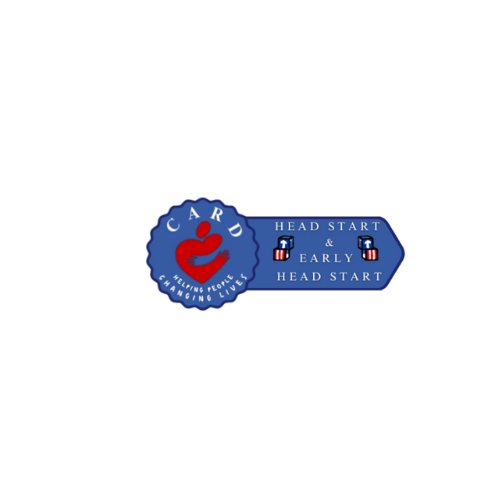 CARD
HELPING PEOPLE
CHANGING LIVES
HEAD START
&
EARLY
HEAD START